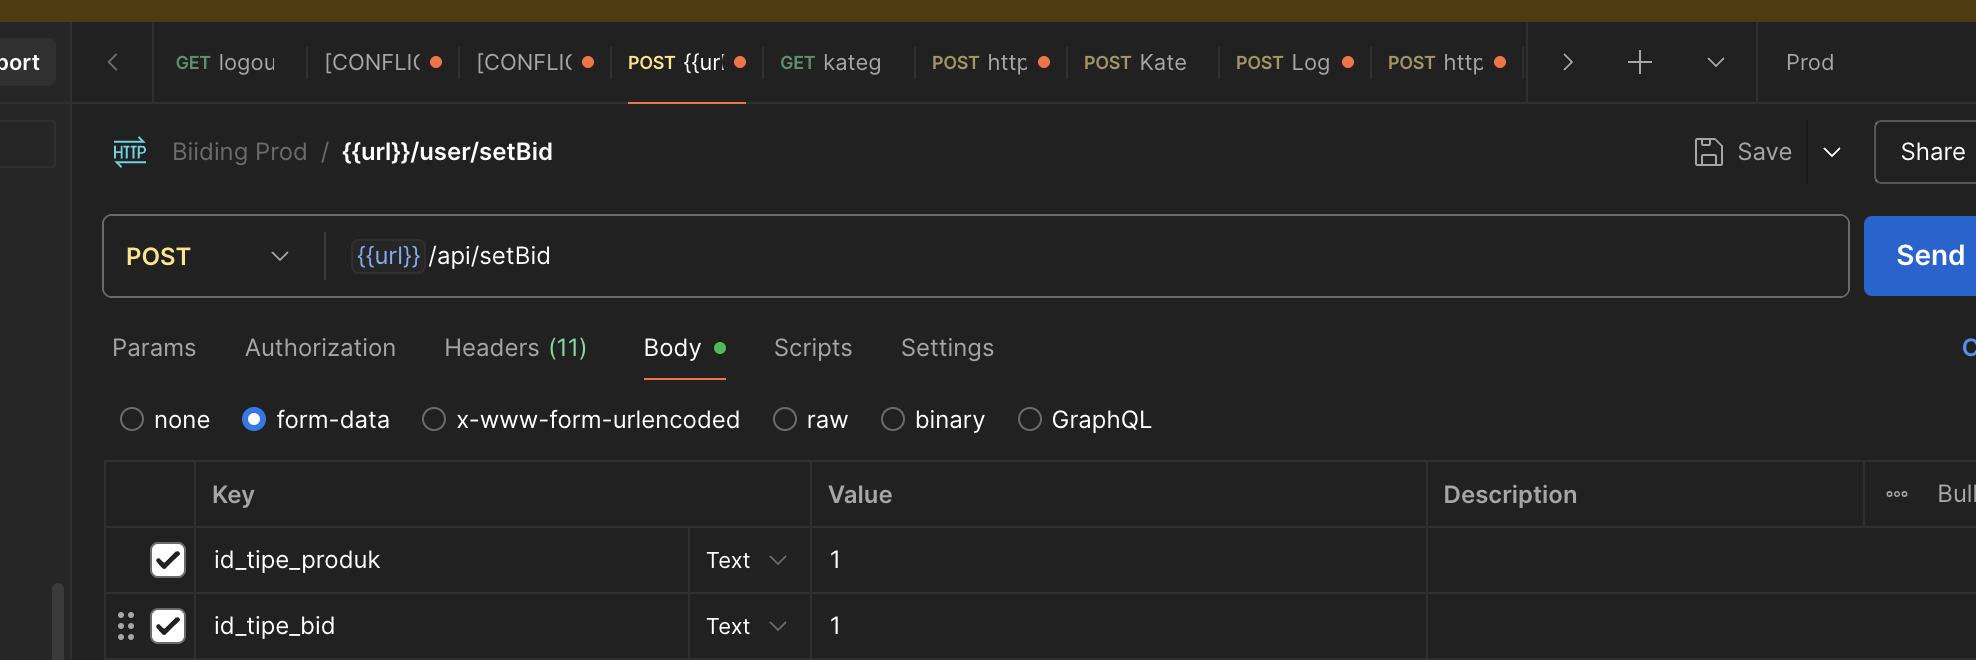 port
GET logou [CONFLI( [CONFLI( POST {{ur GET kateg POST http POST Kate POST Log POST http Prod
HTTP Biiding Prod / {{url}}/user/setBid Save Share
POST {{url}} /api/setBid Send
Params Authorization Headers (11) Body Scripts Settings
none form-data x-www-form-urlencoded raw binary GraphQL
Key Value Description Bul
id_tipe_produk Text 1
id_tipe_bid Text 1